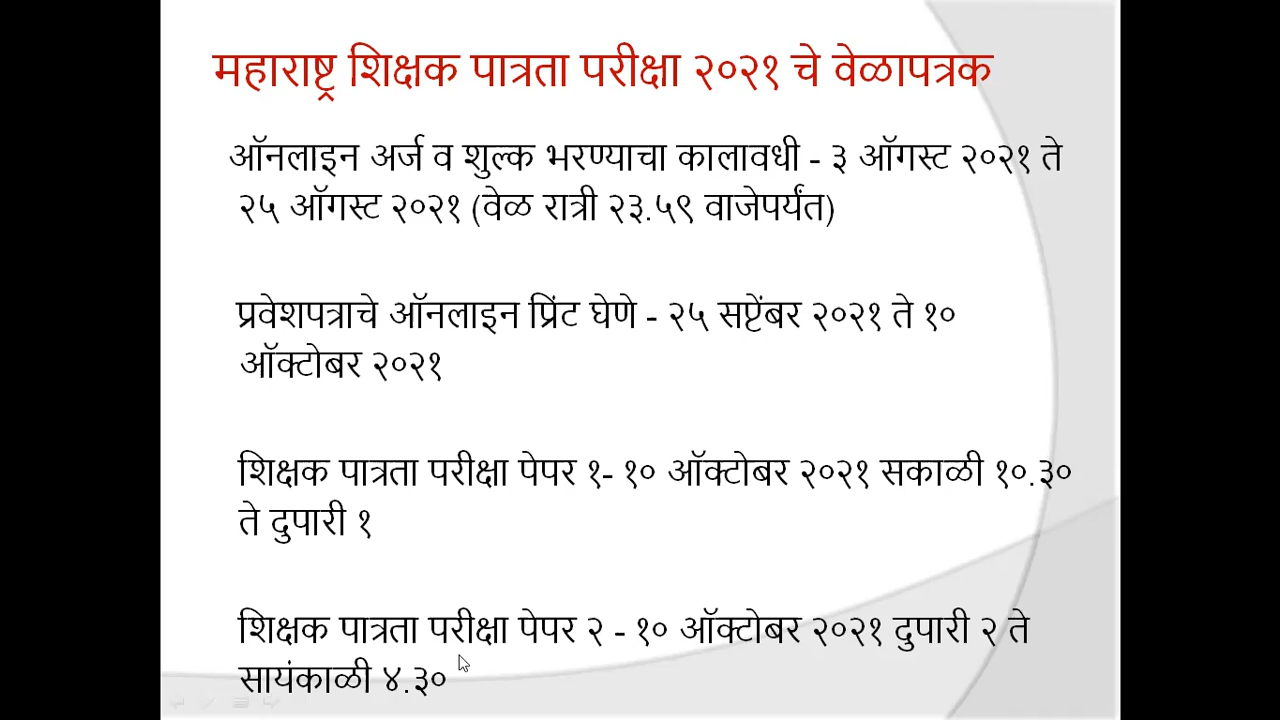 महाराष्ट्र शिक्षक पात्रता परीक्षा २०२१ चे वेळापत्रक
ऑनलाइन अर्ज व शुल्क भरण्याचा कालावधी - ३ ऑगस्ट २०२१ ते
२५ ऑगस्ट २०२१ (वेळ रात्री २३.५९ वाजेपर्यंत)
प्रवेशपत्राचे ऑनलाइन प्रिंट घेणे - २५ सप्टेंबर २०२१ ते १०
ऑक्टोबर २०२१
शिक्षक पात्रता परीक्षा पेपर १- १० ऑक्टोबर २०२१ सकाळी १०.३०
ते दुपारी १
शिक्षक पात्रता परीक्षा पेपर २ - १० ऑक्टोबर २०२१ दुपारी २ ते
सायंकाळी ४.३०